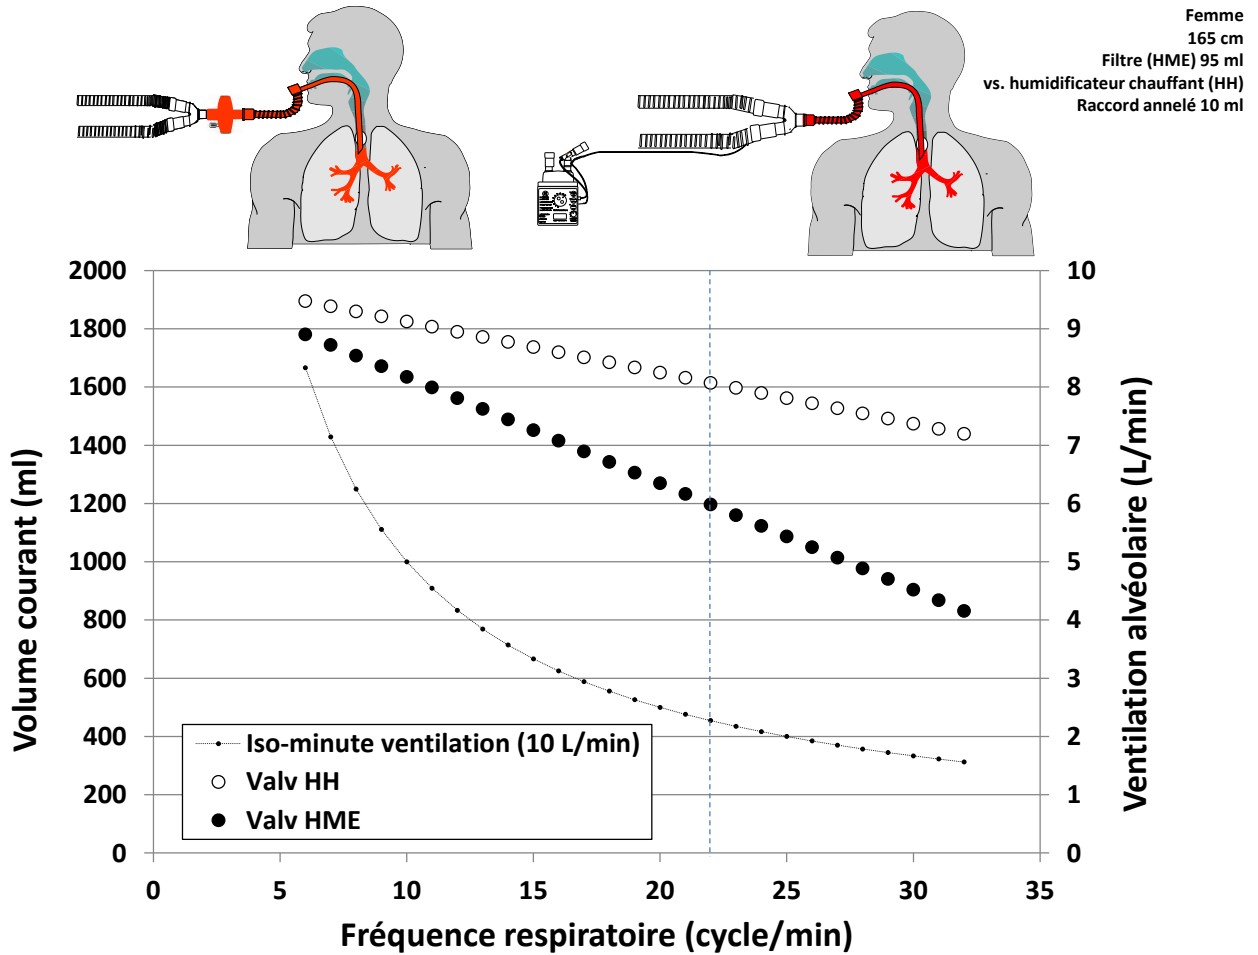 Femme
165 cm
Filtre (HME) 95 ml
vs. humidificateur chauffant (HH)
Raccord annelé 10 ml
2000
1800
1600
1400
1200
1000
800
600
400
200
0
Volume courant (ml)
10
9
8
7
6
5
4
3
2
1
0
Ventilation alvéolaire (L/min)
Iso-minute ventilation (10 L/min)
Valv HH
Valv HME
0 5 10 15 20 25 30 35
Fréquence respiratoire (cycle/min)